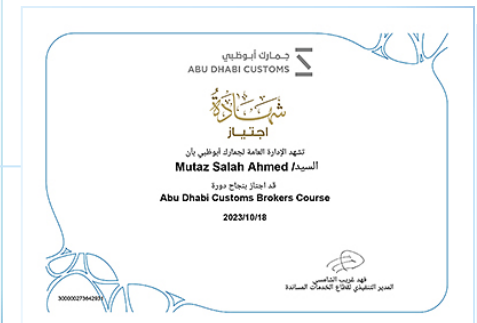 جمارك أبوظبي
ABU DHABI CUSTOMS
شهادة
اجتياز
تشهد الإدارة العامة لجمارك أبوظبي بأن
السيد/ Mutaz Salah Ahmed
قد اجتاز بنجاح دورة
Abu Dhabi Customs Brokers Course
2023/10/18
فهد غريب الشامسي
المدير التنفيذي لقطاع الخدمات المساندة